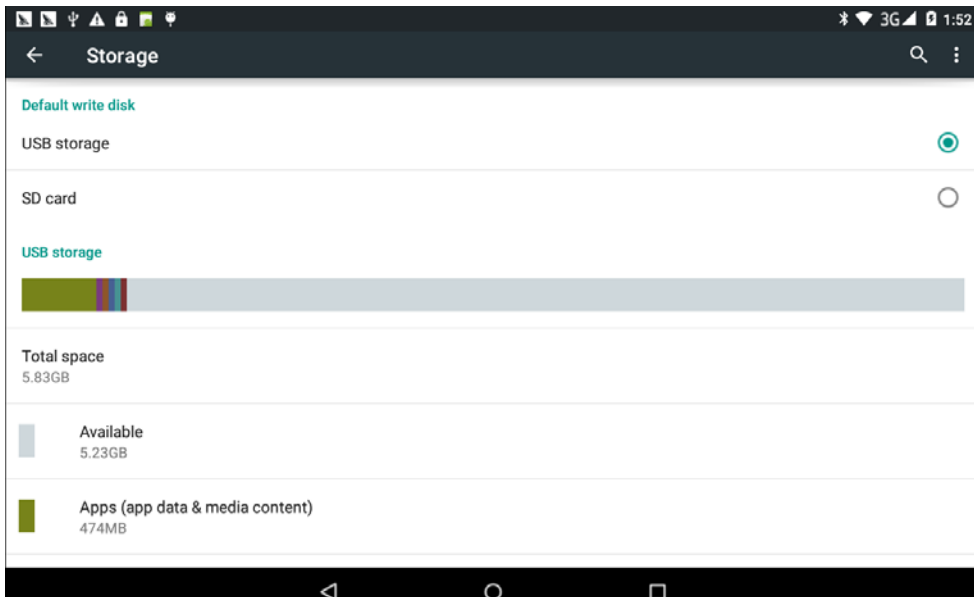 3G 1:52
Storage
Default write disk
USB storage
SD card
USB storage
Total space
5.83GB
Available
5.23GB
Apps (app data & media content)
474MB